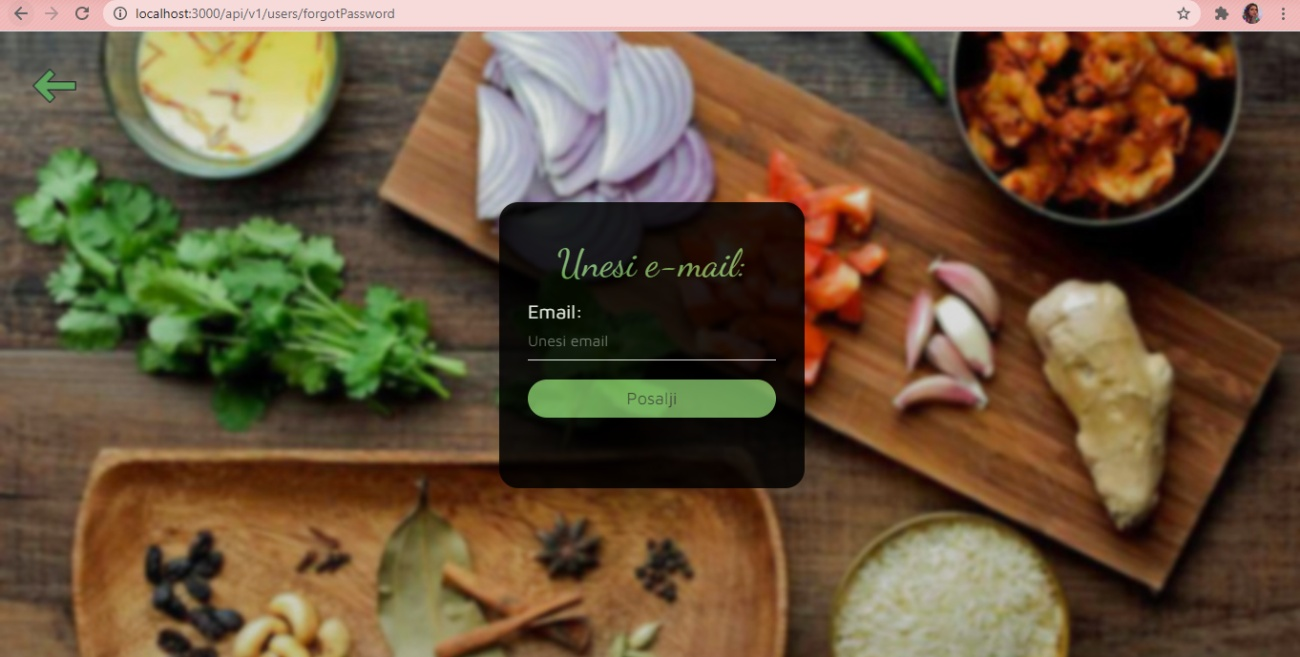 localhost:3000/api/v1/users/forgotPassword
Unesi e-mail:
Email:
Unesi email
Posalji